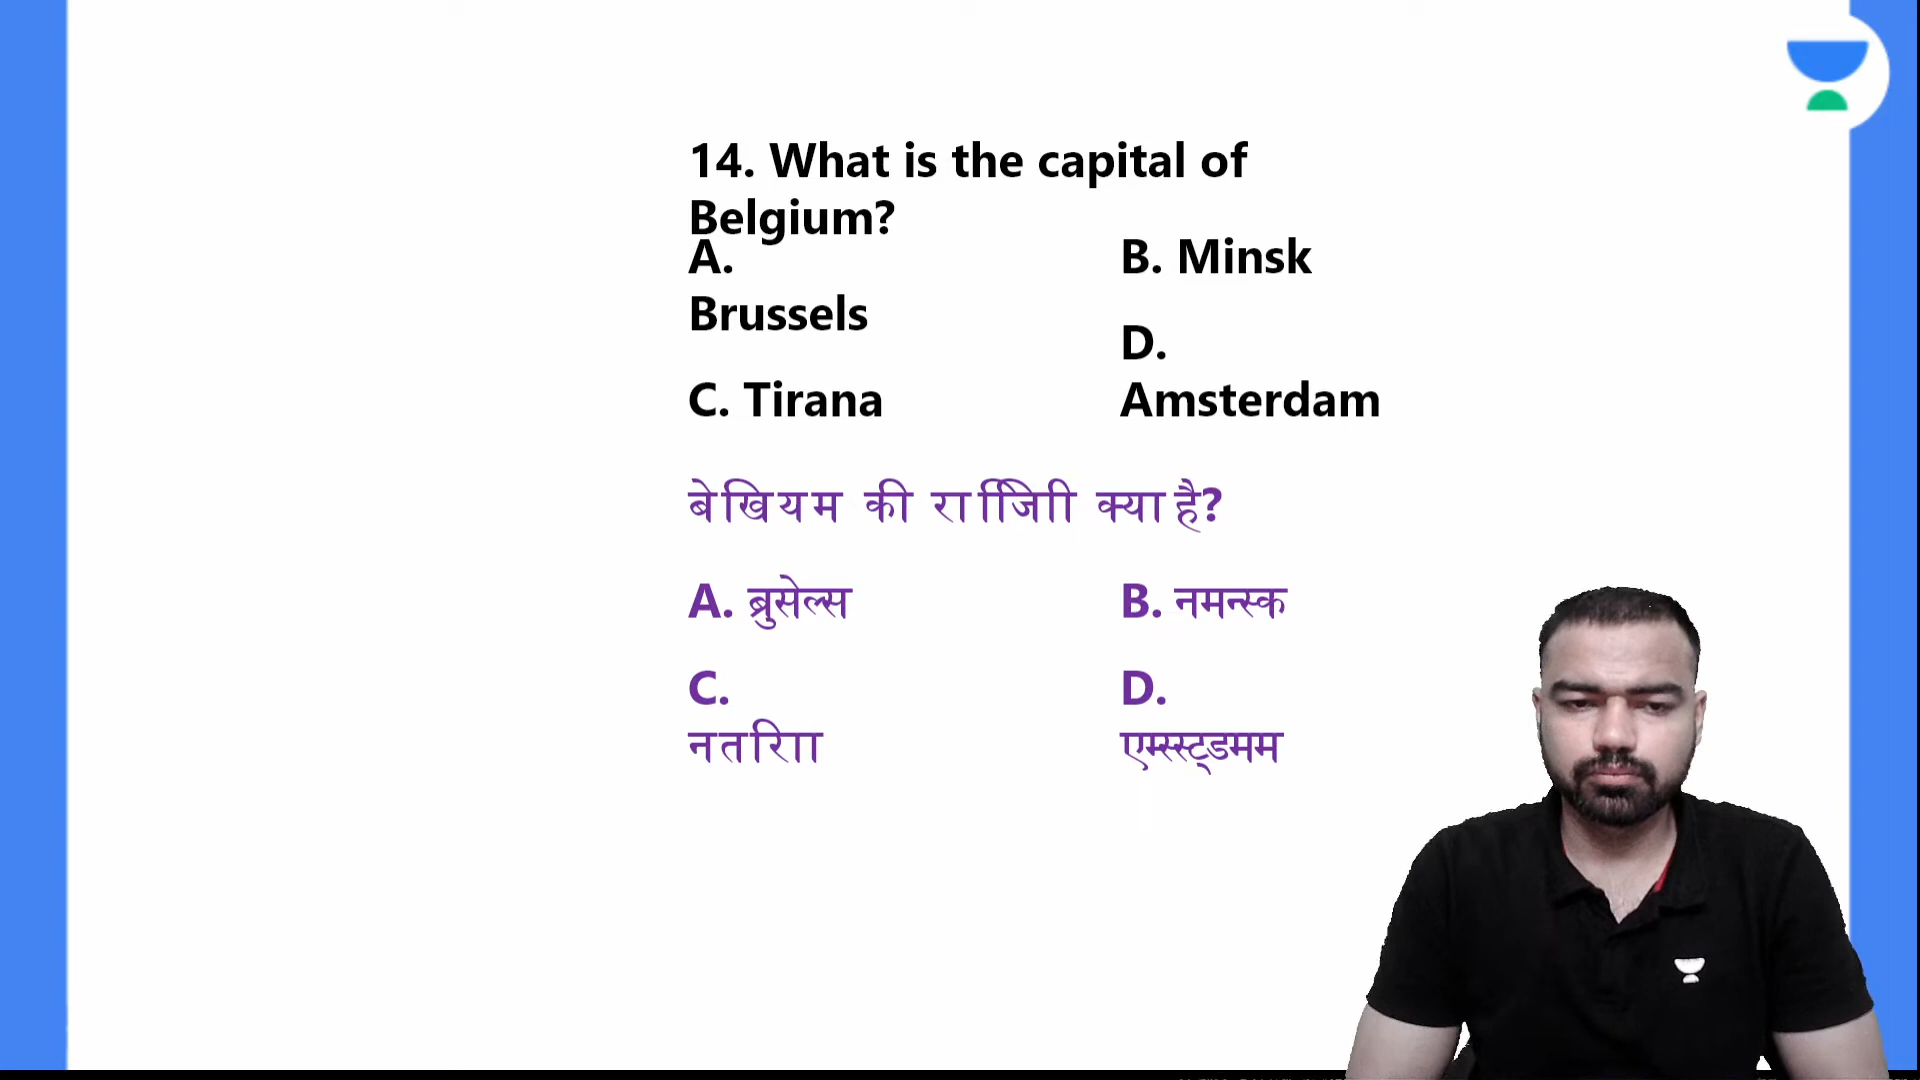 14. What is the capital of
Belgium?
A.
Brussels
B. Minsk
C. Tirana
D.
Amsterdam
बेखियम की राजििािी क्या है?
A. ब्रुसेल्स
B. नमन्स्क
C.
नतरािा
D.
एम्स्स्ट्डमम